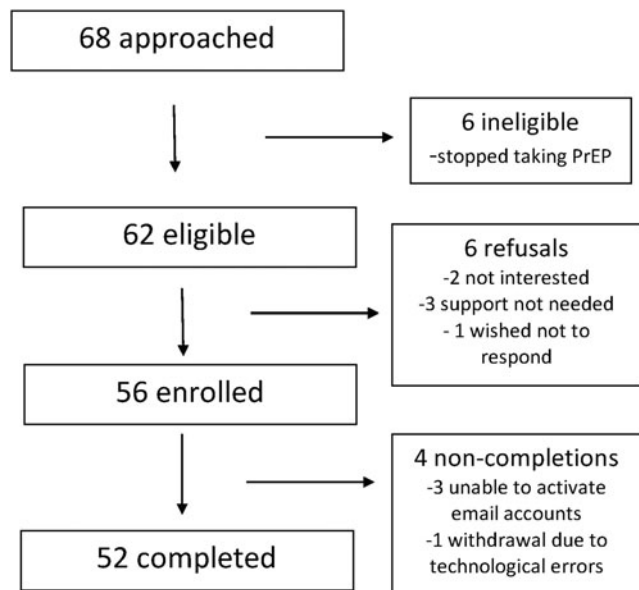 68 approached
6 ineligible
-stopped taking PrEP
62 eligible
6 refusals
-2 not interested
-3 support not needed
- 1 wished not to
respond
56 enrolled
4 non-completions
-3 unable to activate
email accounts
-1 withdrawal due to
technological errors
52 completed